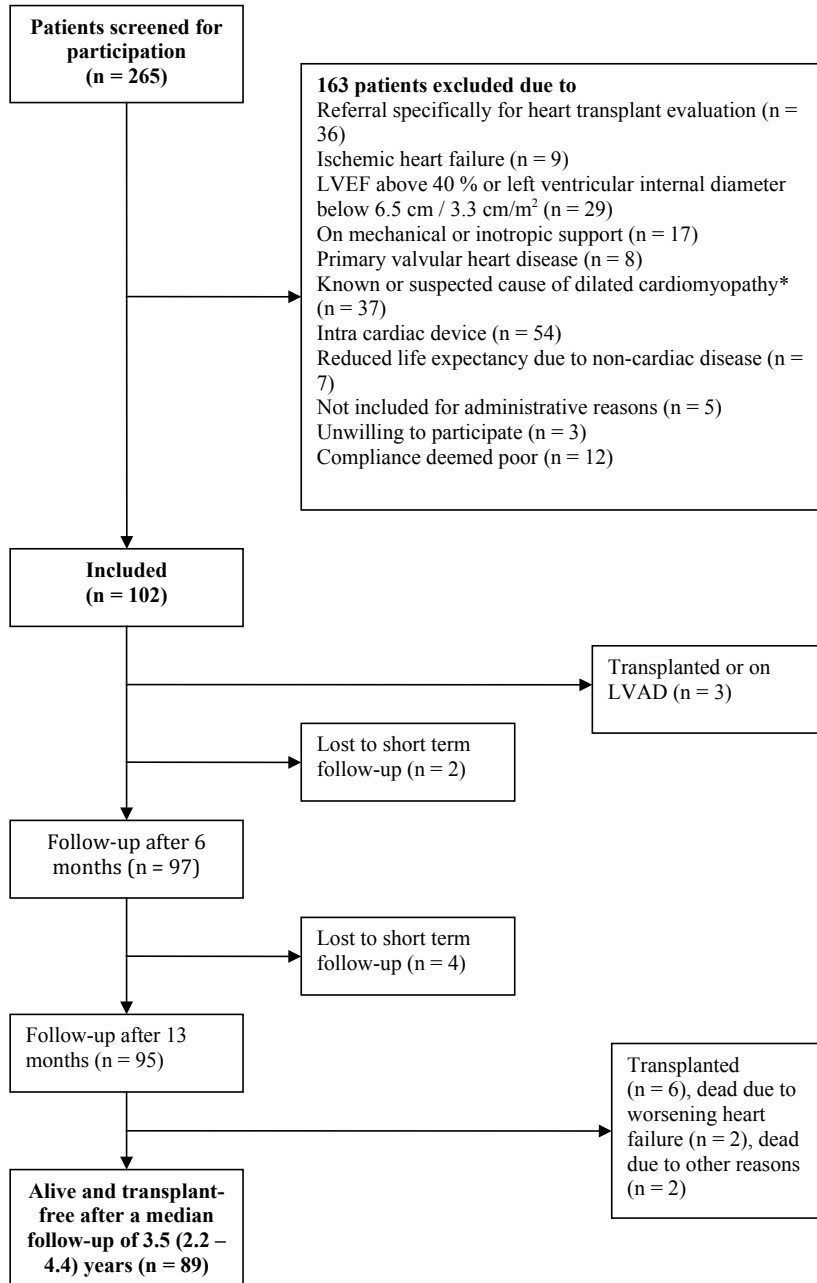 Patients screened for
participation
(n = 265)
163 patients excluded due to
Referral specifically for heart transplant evaluation (n =
36)
Ischemic heart failure (n = 9)
LVEF above 40 % or left ventricular internal diameter
below 6.5 cm / 3.3 cm/m² (n = 29)
On mechanical or inotropic support (n = 17)
Primary valvular heart disease (n = 8)
Known or suspected cause of dilated cardiomyopathy*
(n = 37)
Intra cardiac device (n = 54)
Reduced life expectancy due to non-cardiac disease (n =
7)
Not included for administrative reasons (n = 5)
Unwilling to participate (n = 3)
Compliance deemed poor (n = 12)
Included
(n = 102)
Transplanted or on
LVAD (n = 3)
Lost to short term
follow-up (n = 2)
Follow-up after 6
months (n = 97)
Lost to short term
follow-up (n = 4)
Follow-up after 13
months (n = 95)
Transplanted
(n = 6), dead due to
worsening heart
failure (n = 2), dead
due to other reasons
(n = 2)
Alive and transplant-
free after a median
follow-up of 3.5 (2.2 –
4.4) years (n = 89)